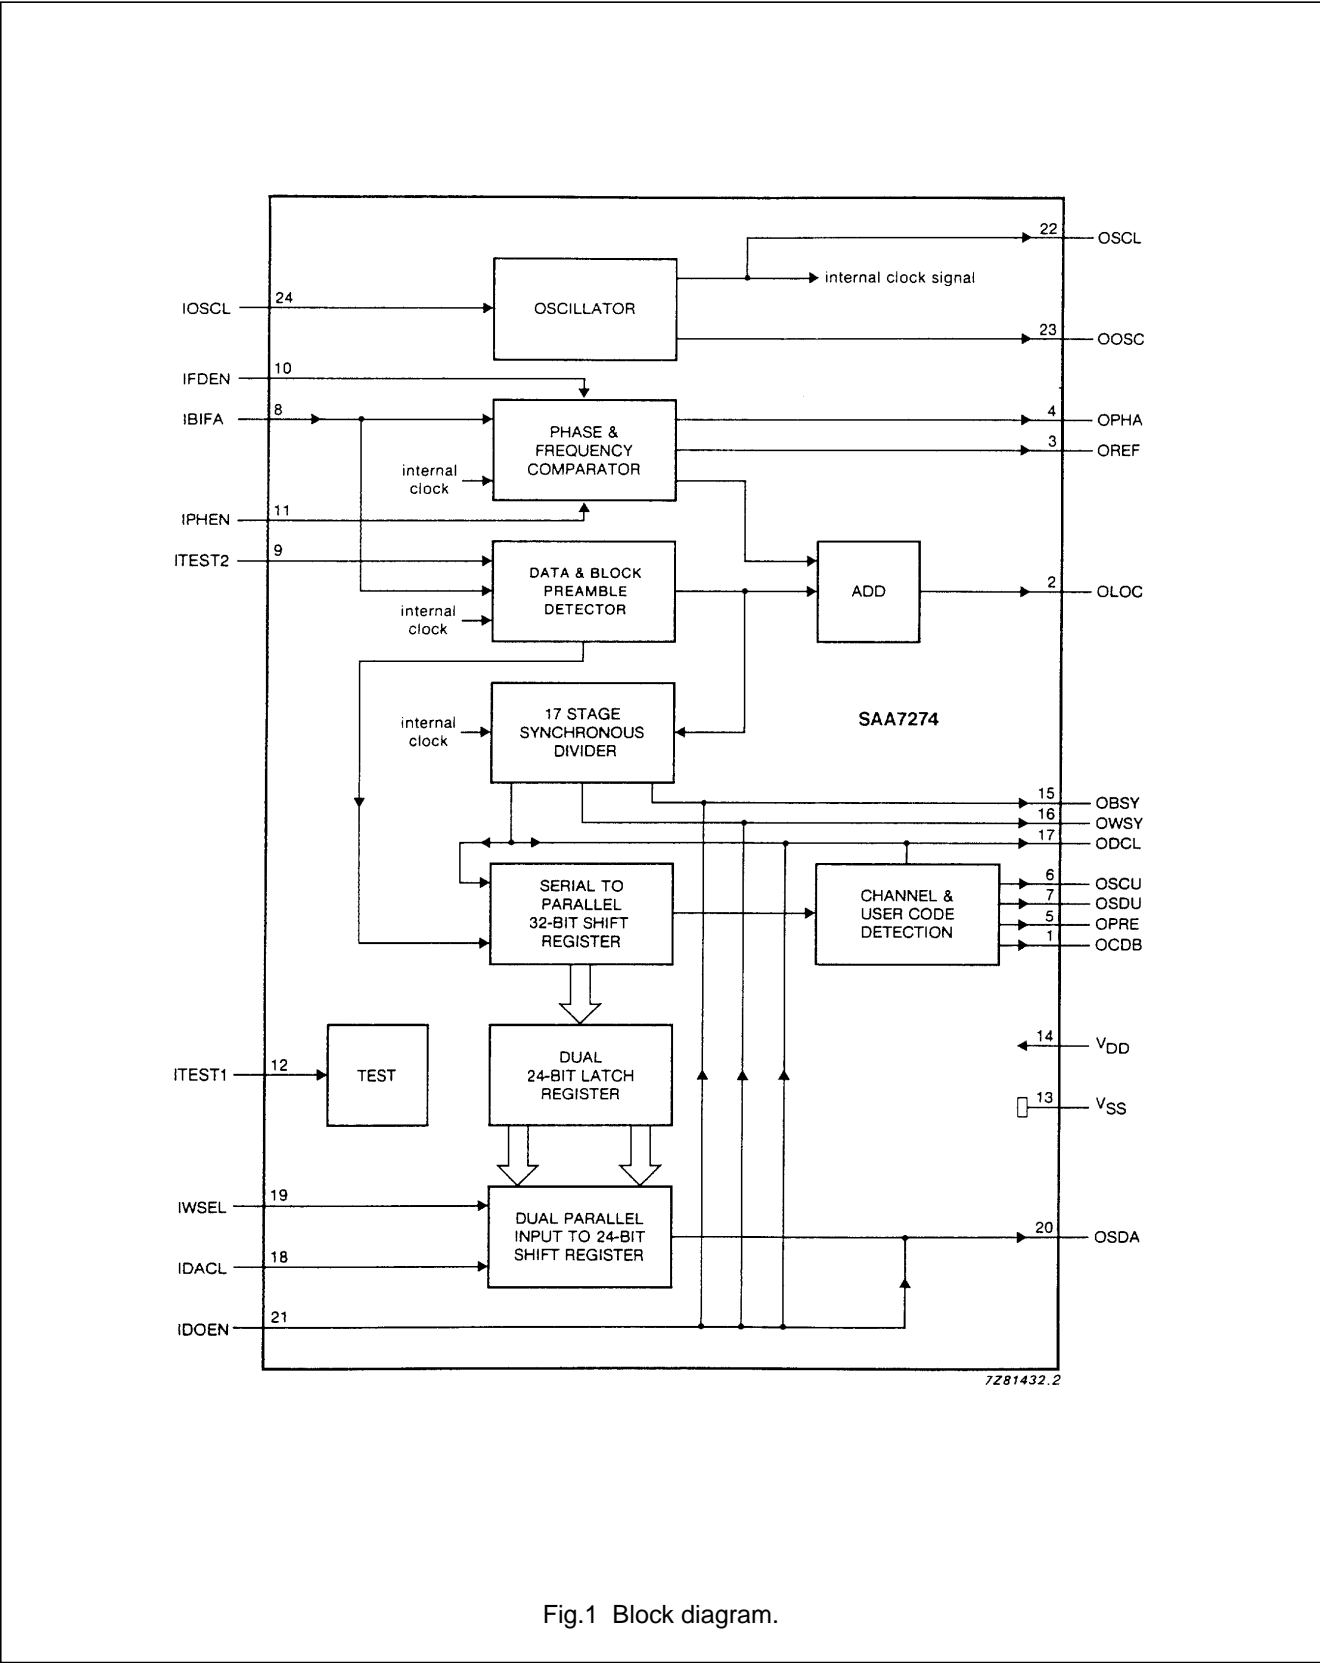 22
OSCL
internal clock signal
24
IOSCL
OSCILLATOR
23
OOSC
10
IFDEN
8
IBIFA
PHASE &
FREQUENCY
COMPARATOR
4
OPHA
3
OREF
internal
clock
11
IPHEN
9
ITEST2
DATA & BLOCK
PREAMBLE
DETECTOR
ADD
2
OLOC
internal
clock
17 STAGE
SYNCHRONOUS
DIVIDER
internal
clock
SAA7274
15
OBSY
16
OWSY
17
ODCL
SERIAL TO
PARALLEL
32-BIT SHIFT
REGISTER
CHANNEL &
USER CODE
DETECTION
6
OSCU
7
OSDU
5
OPRE
1
OCDB
14
VDD
DUAL
24-BIT LATCH
REGISTER
12
ITEST1
TEST
13
VSS
19
IWSEL
DUAL PARALLEL
INPUT TO 24-BIT
SHIFT REGISTER
20
OSDA
18
IDACL
21
IDOEN
7Z81432.2
Fig.1 Block diagram.